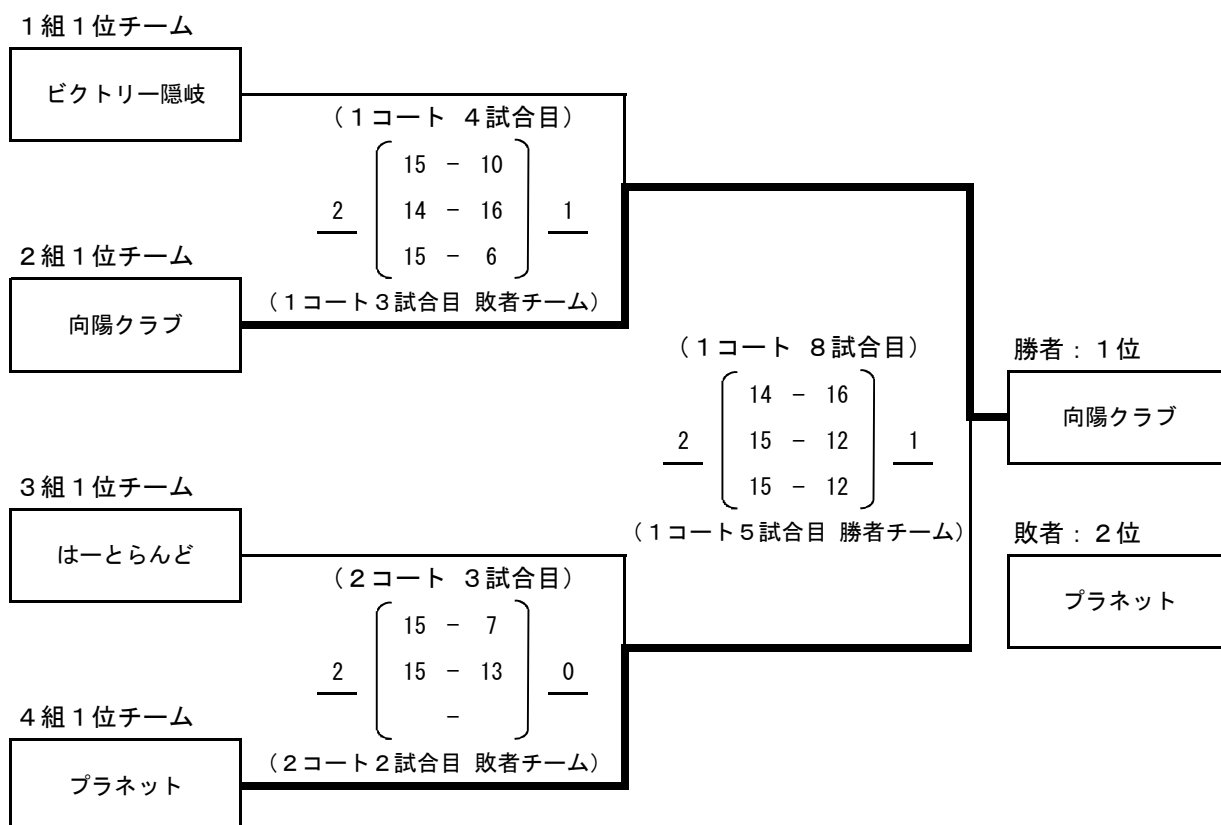 １組１位チーム
ビクトリー隠岐
（１コート ４試合目）
15 － 10
2 14 － 16 1
15 － 6
２組１位チーム
向陽クラブ
（１コート３試合目 敗者チーム）
（１コート ８試合目）
勝者：１位
14 － 16
向陽クラブ
2 15 － 12 1
15 － 12
３組１位チーム
（１コート５試合目 勝者チーム）
敗者：２位
はーとらんど
（２コート ３試合目）
プラネット
15 － 7
2 15 － 13 0
－
４組１位チーム
（２コート２試合目 敗者チーム）
プラネット